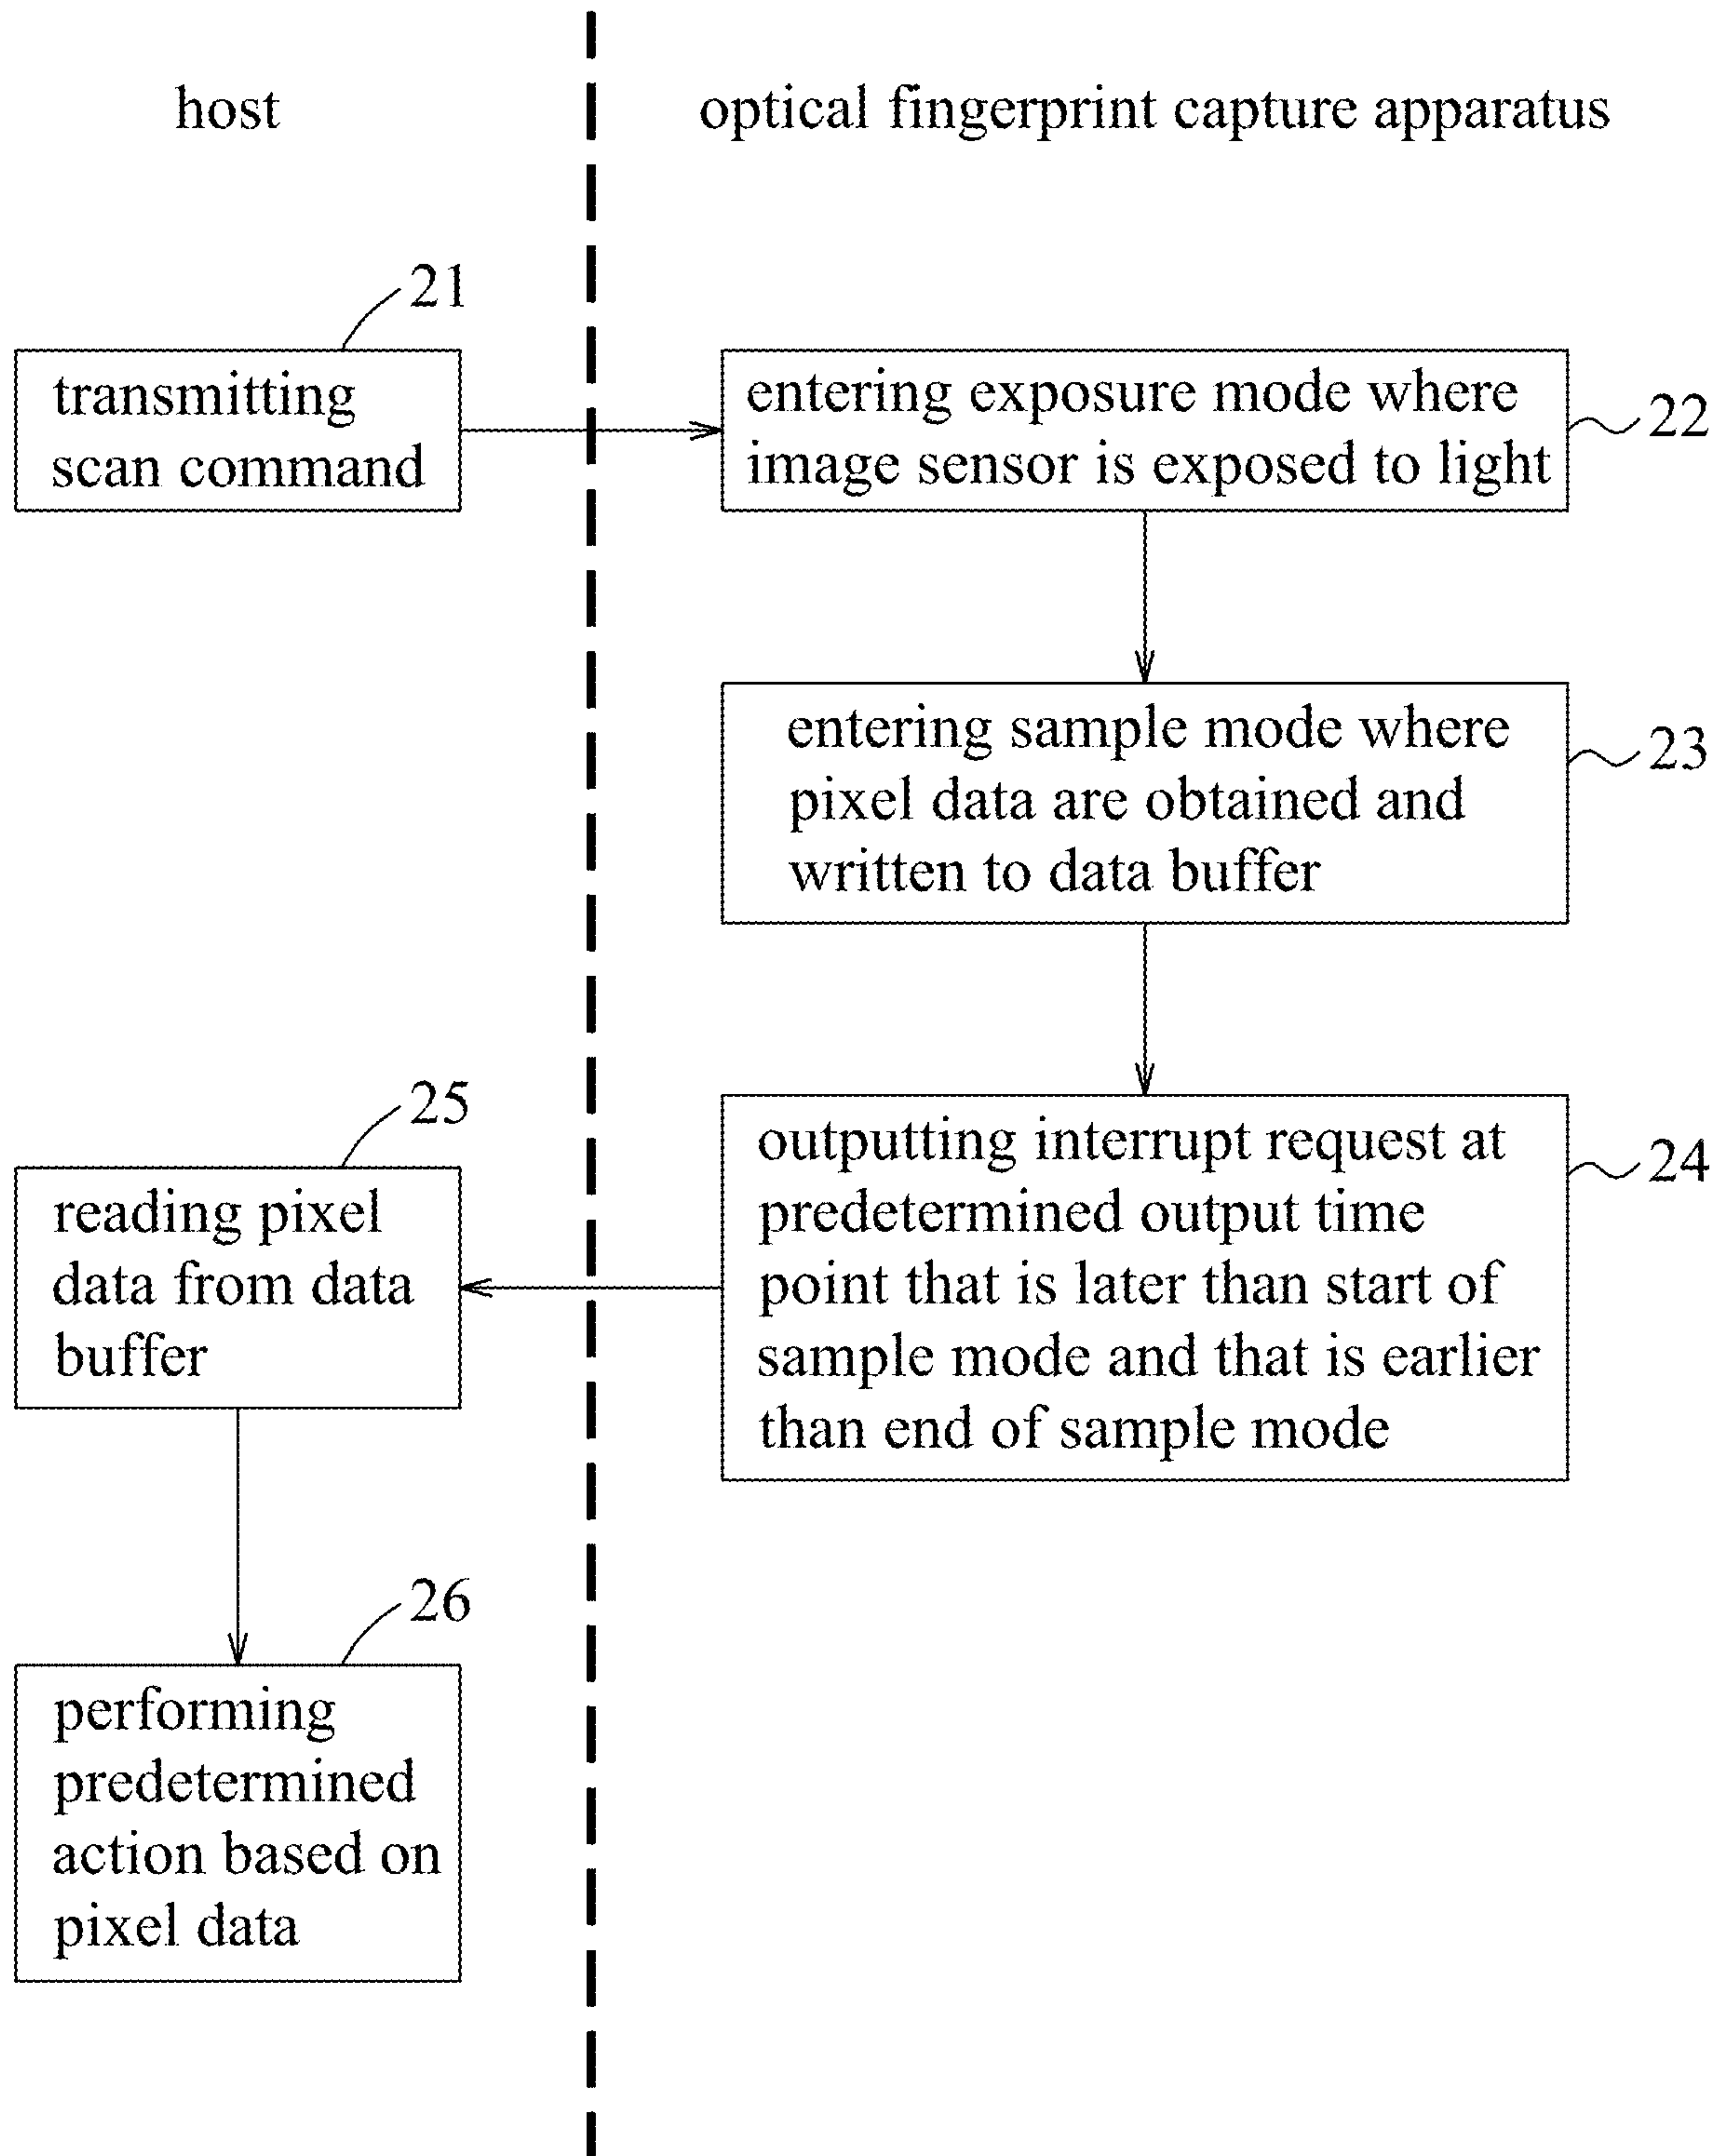 host
optical fingerprint capture apparatus
21
transmitting
scan command
entering exposure mode where
image sensor is exposed to light
22
entering sample mode where
pixel data are obtained and
written to data buffer
23
outputting interrupt request at
predetermined output time
point that is later than start of
sample mode and that is earlier
than end of sample mode
24
25
reading pixel
data from data
buffer
26
performing
predetermined
action based on
pixel data